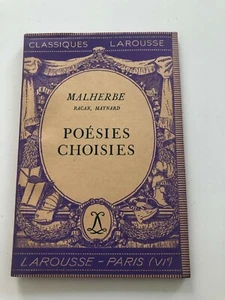 CLASSIQUES LAROUSSE
MALHERBE
RACAN, MAYNARD
POÉSIES
CHOISIES
LAROUSSE - PARIS (VIe)